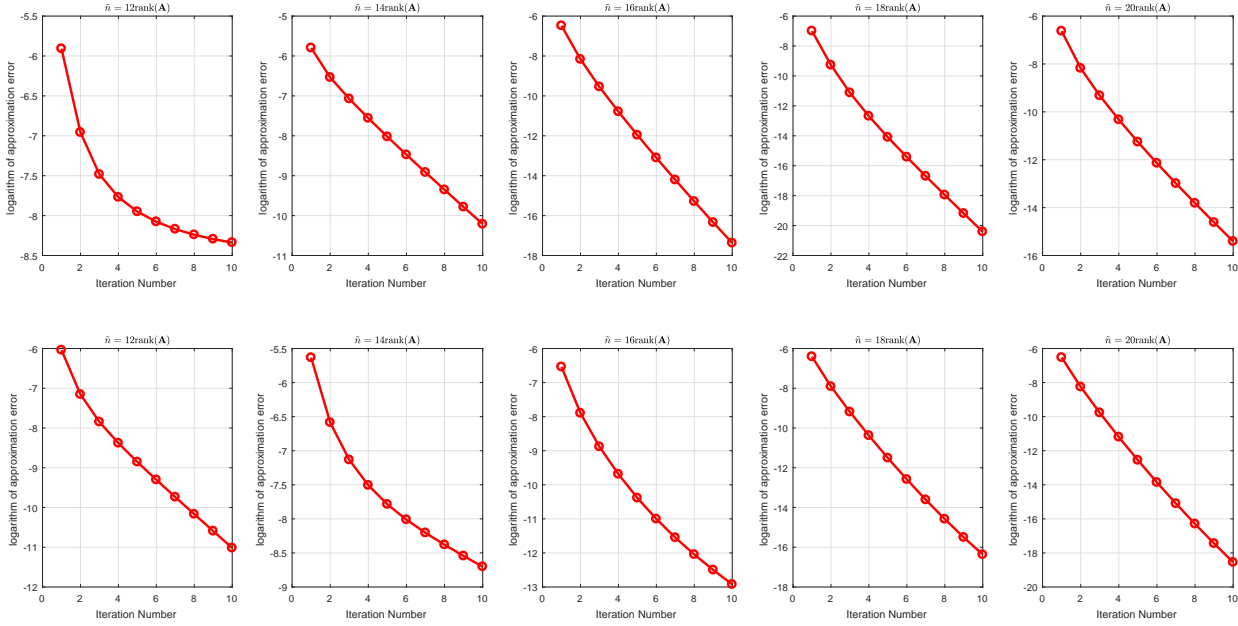 ñ = 12rank(A)
-5.5
-6
-6.5
-7
-7.5
-8
-8.5
0 2 4 6 8 10
Iteration Number
logarithm of approximation error
ñ = 14rank(A)
-5
-6
-7
-8
-9
-10
-11
0 2 4 6 8 10
Iteration Number
logarithm of approximation error
ñ = 16rank(A)
-6
-8
-10
-12
-14
-16
-18
0 2 4 6 8 10
Iteration Number
logarithm of approximation error
ñ = 18rank(A)
-6
-8
-10
-12
-14
-16
-18
-20
-22
0 2 4 6 8 10
Iteration Number
logarithm of approximation error
ñ = 20rank(A)
-6
-8
-10
-12
-14
-16
0 2 4 6 8 10
Iteration Number
logarithm of approximation error
ñ = 12rank(A)
-6
-7
-8
-9
-10
-11
-12
0 2 4 6 8 10
Iteration Number
logarithm of approximation error
ñ = 14rank(A)
-5.5
-6
-6.5
-7
-7.5
-8
-8.5
-9
0 2 4 6 8 10
Iteration Number
logarithm of approximation error
ñ = 16rank(A)
-6
-7
-8
-9
-10
-11
-12
-13
0 2 4 6 8 10
Iteration Number
logarithm of approximation error
ñ = 18rank(A)
-6
-8
-10
-12
-14
-16
-18
0 2 4 6 8 10
Iteration Number
logarithm of approximation error
ñ = 20rank(A)
-6
-8
-10
-12
-14
-16
-18
-20
0 2 4 6 8 10
Iteration Number
logarithm of approximation error